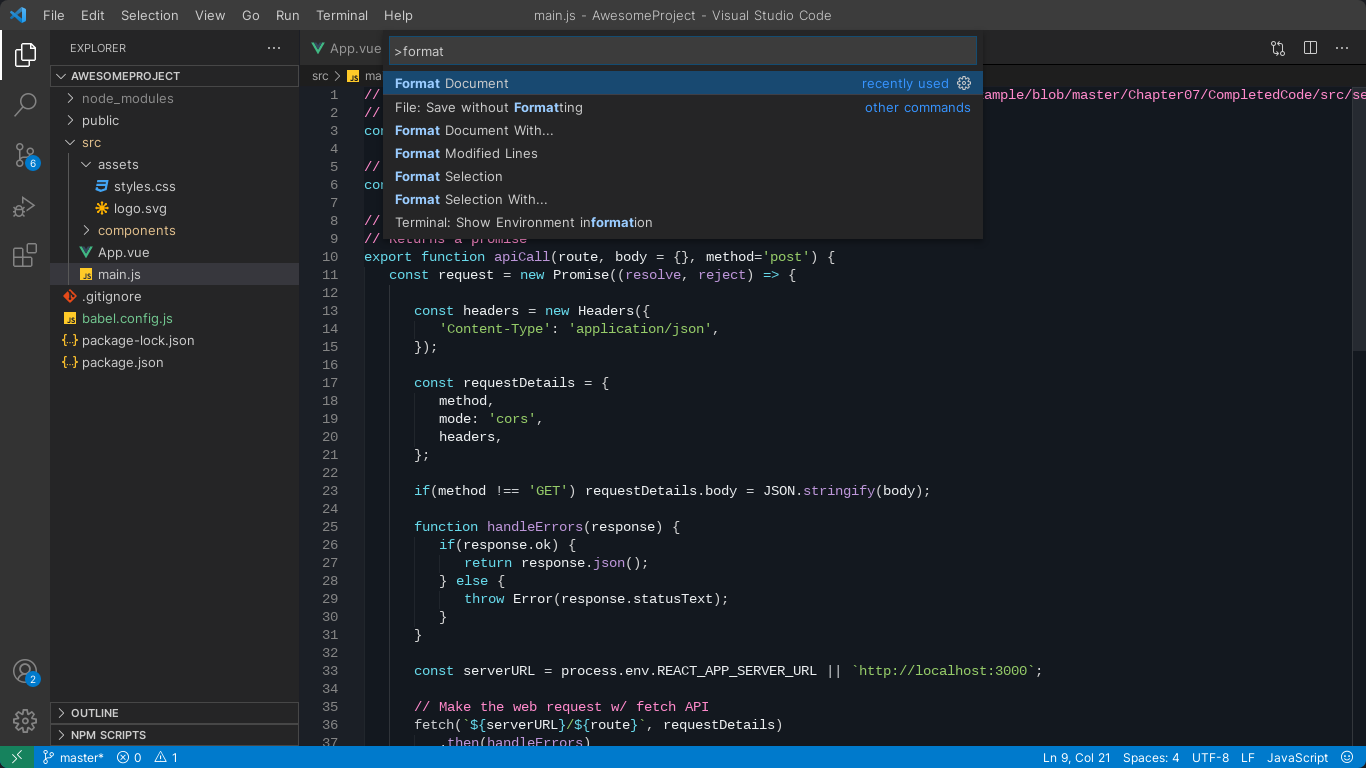 File Edit Selection View Go Run Terminal Help
main.js - AwesomeProject - Visual Studio Code
EXPLORER
AWESOMEPROJECT
node_modules
public
src
assets
styles.css
logo.svg
components
App.vue
main.js
.gitignore
babel.config.js
package-lock.json
package.json
OUTLINE
NPM SCRIPTS
6
2
App.vue
src
JS
>format
Format Document recently used
File: Save without Formatting other commands
Format Document With...
Format Modified Lines
Format Selection
Format Selection With...
Terminal: Show Environment information
1 // ample/blob/master/Chapter07/CompletedCode/src/se
2 //
3
4
5 //
6
7
8 //
9 // Returns a promise
10 export function apiCall(route, body = {}, method='post') {
11 const request = new Promise((resolve, reject) => {
12
13 const headers = new Headers({
14 'Content-Type': 'application/json',
15 });
16
17 const requestDetails = {
18 method,
19 mode: 'cors',
20 headers,
21 };
22
23 if(method !== 'GET') requestDetails.body = JSON.stringify(body);
24
25 function handleErrors(response) {
26 if(response.ok) {
27 return response.json();
28 } else {
29 throw Error(response.statusText);
30 }
31 }
32
33 const serverURL = process.env.REACT_APP_SERVER_URL || `http://localhost:3000`;
34
35 // Make the web request w/ fetch API
36 fetch(`${serverURL}/${route}`, requestDetails)
37 .then(handleErrors)
master* 0 1 Ln 9, Col 21 Spaces: 4 UTF-8 LF JavaScript